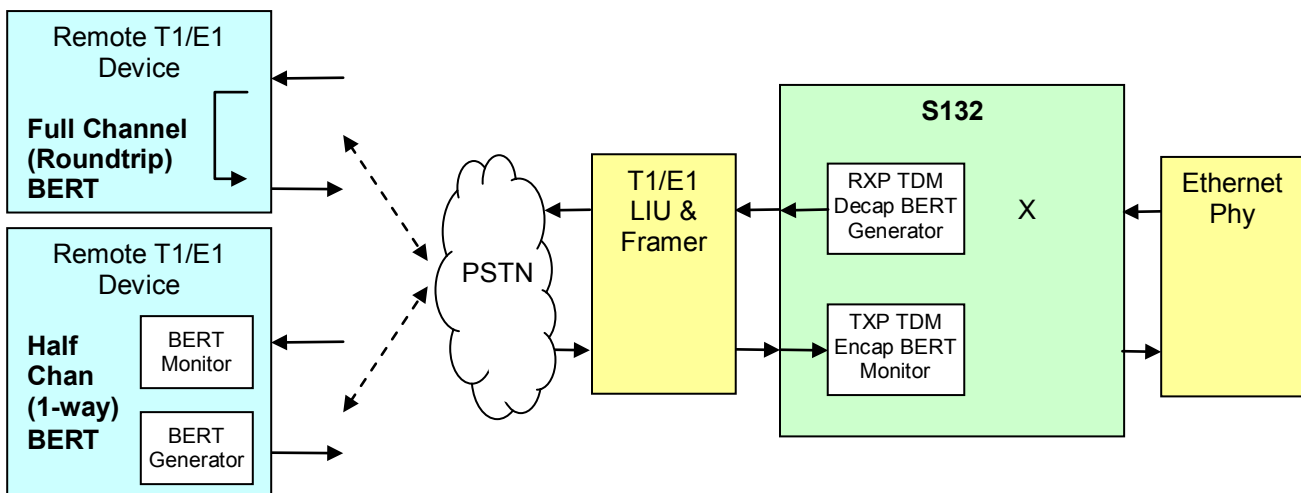 Remote T1/E1
Device
Full Channel
(Roundtrip)
BERT
Remote T1/E1
Device
Half
Chan
(1-way)
BERT
BERT
Monitor
BERT
Generator
PSTN
T1/E1
LIU &
Framer
S132
RXP TDM
Decap BERT
Generator
X
TXP TDM
Encap BERT
Monitor
Ethernet
Phy